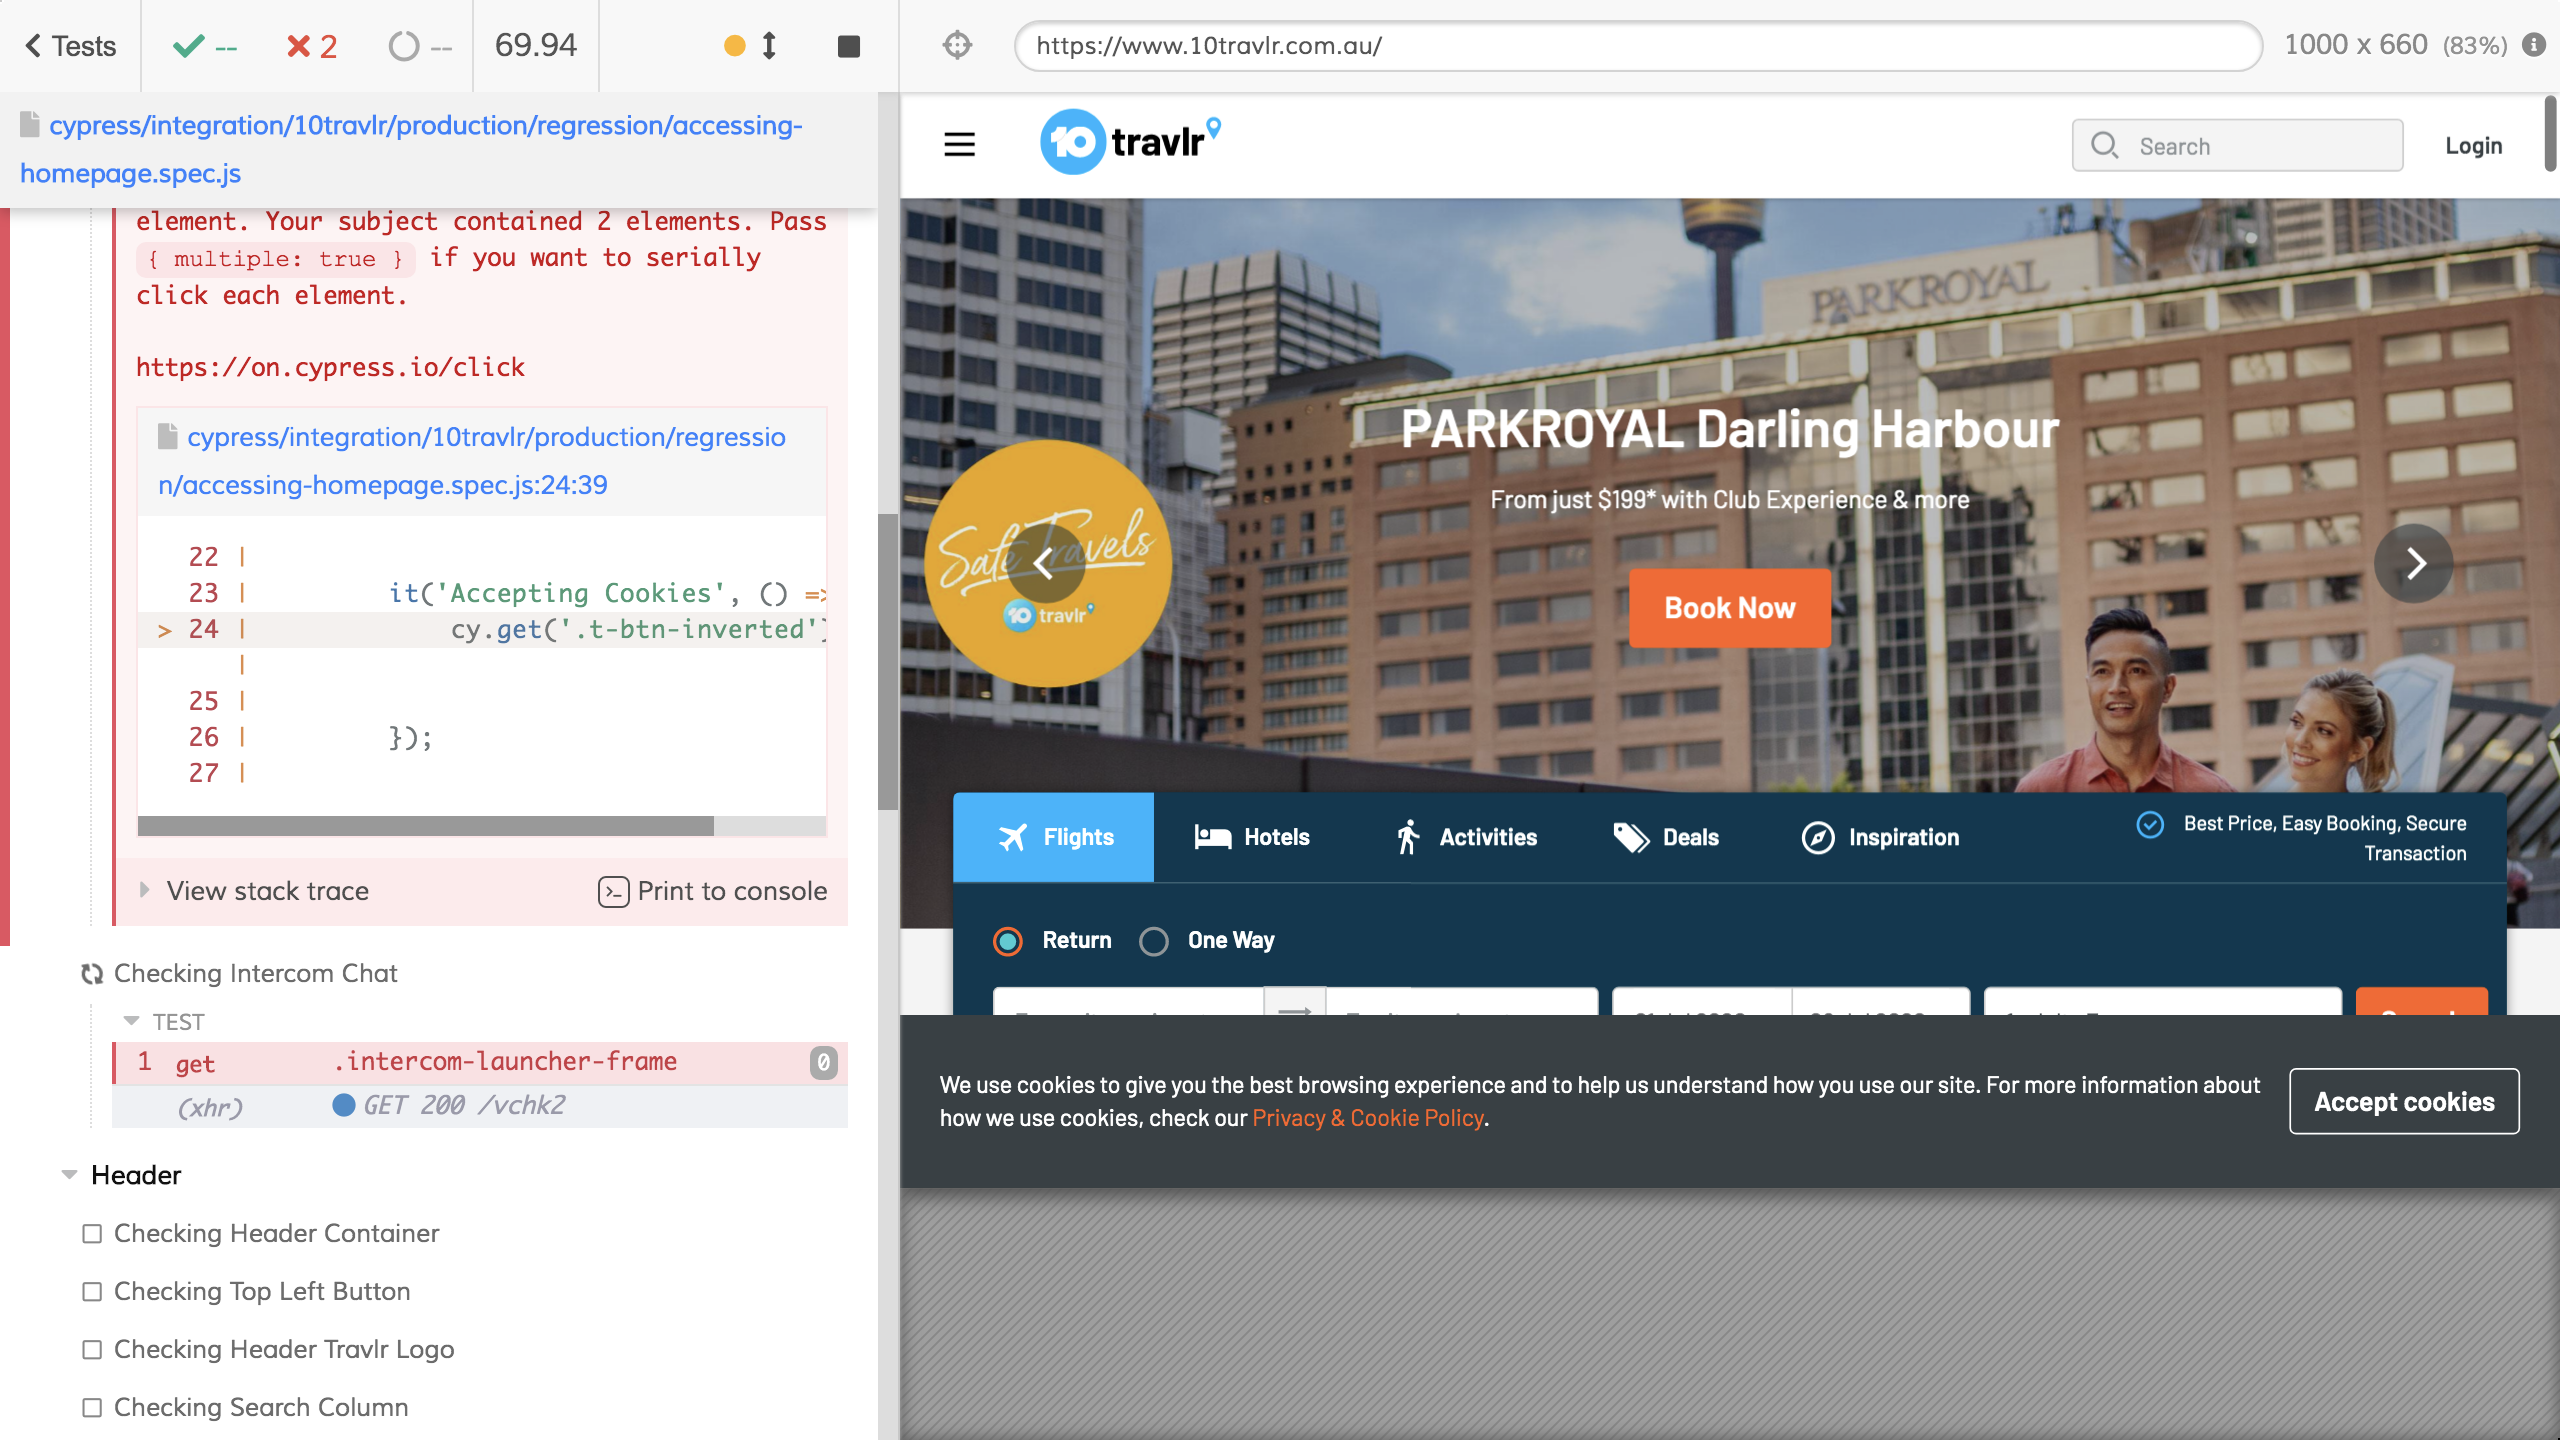 Tests
--
2
--
69.94
https://www.10travlr.com.au/
1000 x 660 (83%)
cypress/integration/10travlr/production/regression/accessing-
homepage.spec.js
element. Your subject contained 2 elements. Pass
{ multiple: true } if you want to serially
click each element.
https://on.cypress.io/click
cypress/integration/10travlr/production/regressio
n/accessing-homepage.spec.js:24:39
22 |
23 | it('Accepting Cookies', () =>
> 24 | cy.get('.t-btn-inverted')
|
25 |
26 | });
27 |
View stack trace
Print to console
Checking Intercom Chat
TEST
1 get .intercom-launcher-frame 0
(xhr) GET 200 /vchk2
Header
Checking Header Container
Checking Top Left Button
Checking Header Travlr Logo
Checking Search Column
10 travlr
Search
Login
PARKROYAL
PARKROYAL Darling Harbour
From just $199* with Club Experience & more
Book Now
Safe Travels
10 travlr
Flights
Hotels
Activities
Deals
Inspiration
Best Price, Easy Booking, Secure
Transaction
Return
One Way
We use cookies to give you the best browsing experience and to help us understand how you use our site. For more information about
how we use cookies, check our Privacy & Cookie Policy.
Accept cookies